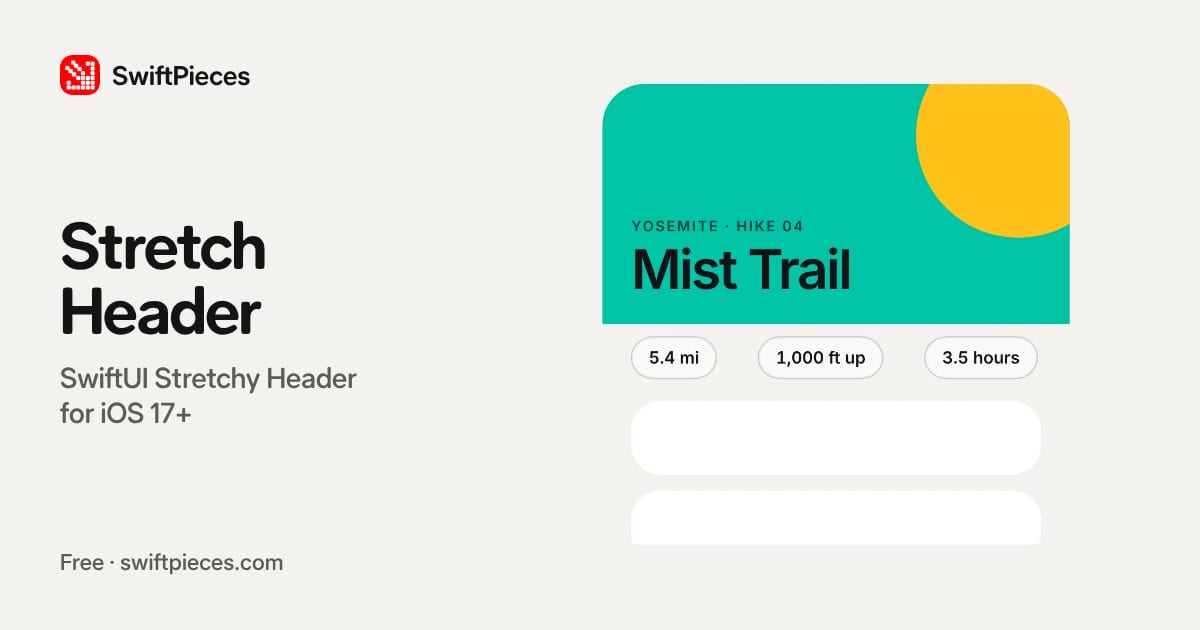 SwiftPieces
Stretch
Header
SwiftUI Stretchy Header
for iOS 17+
Free · swiftpieces.com
YOSEMITE · HIKE 04
Mist Trail
5.4 mi
1,000 ft up
3.5 hours